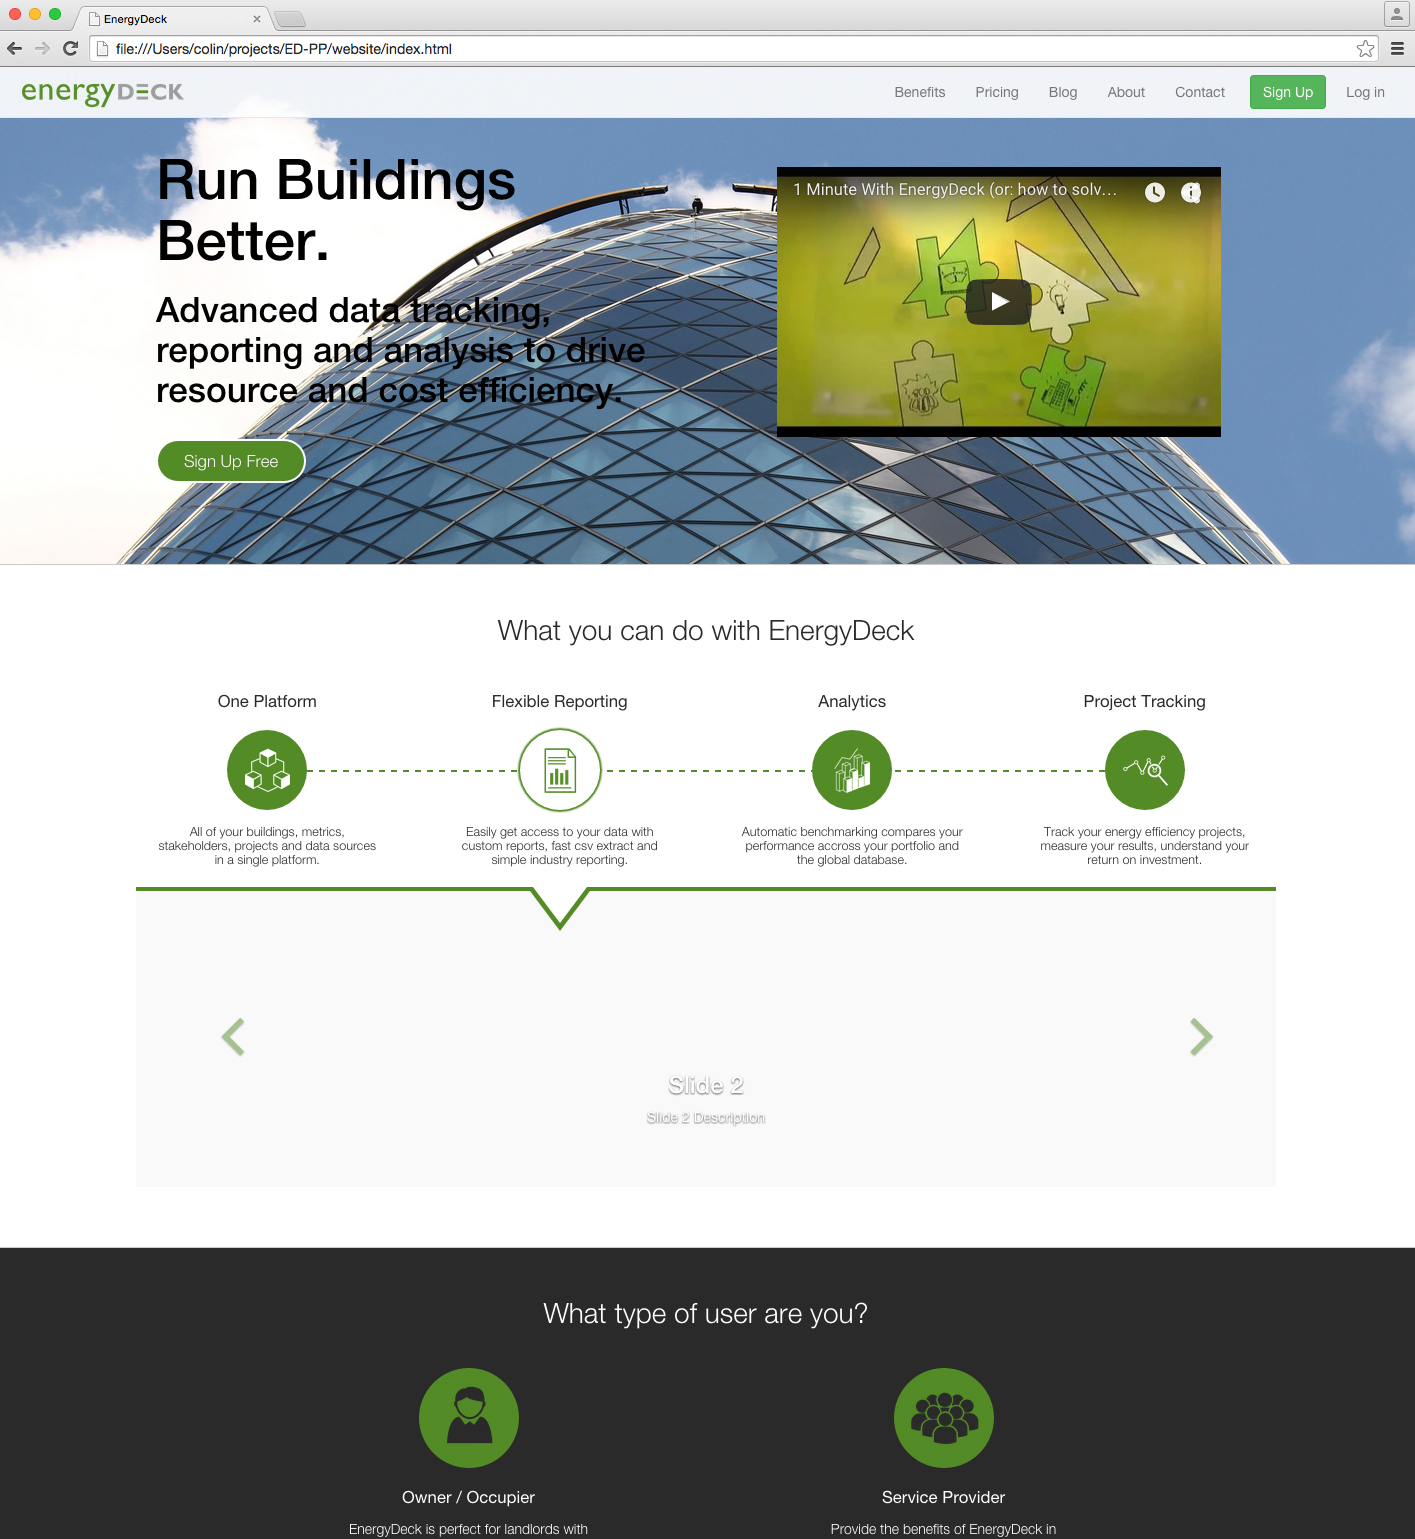 EnergyDeck
file:///Users/colin/projects/ED-PP/website/index.html
energyDECK
Benefits Pricing Blog About Contact Sign Up Log in
Run Buildings
Better.
Advanced data tracking,
reporting and analysis to drive
resource and cost efficiency.
Sign Up Free
1 Minute With EnergyDeck (or: how to solv...
What you can do with EnergyDeck
One Platform
All of your buildings, metrics,
stakeholders, projects and data sources
in a single platform.
Flexible Reporting
Easily get access to your data with
custom reports, fast csv extract and
simple industry reporting.
Analytics
Automatic benchmarking compares your
performance accross your portfolio and
the global database.
Project Tracking
Track your energy efficiency projects,
measure your results, understand your
return on investment.
Slide 2
Slide 2 Description
What type of user are you?
Owner / Occupier
EnergyDeck is perfect for landlords with
Service Provider
Provide the benefits of EnergyDeck in